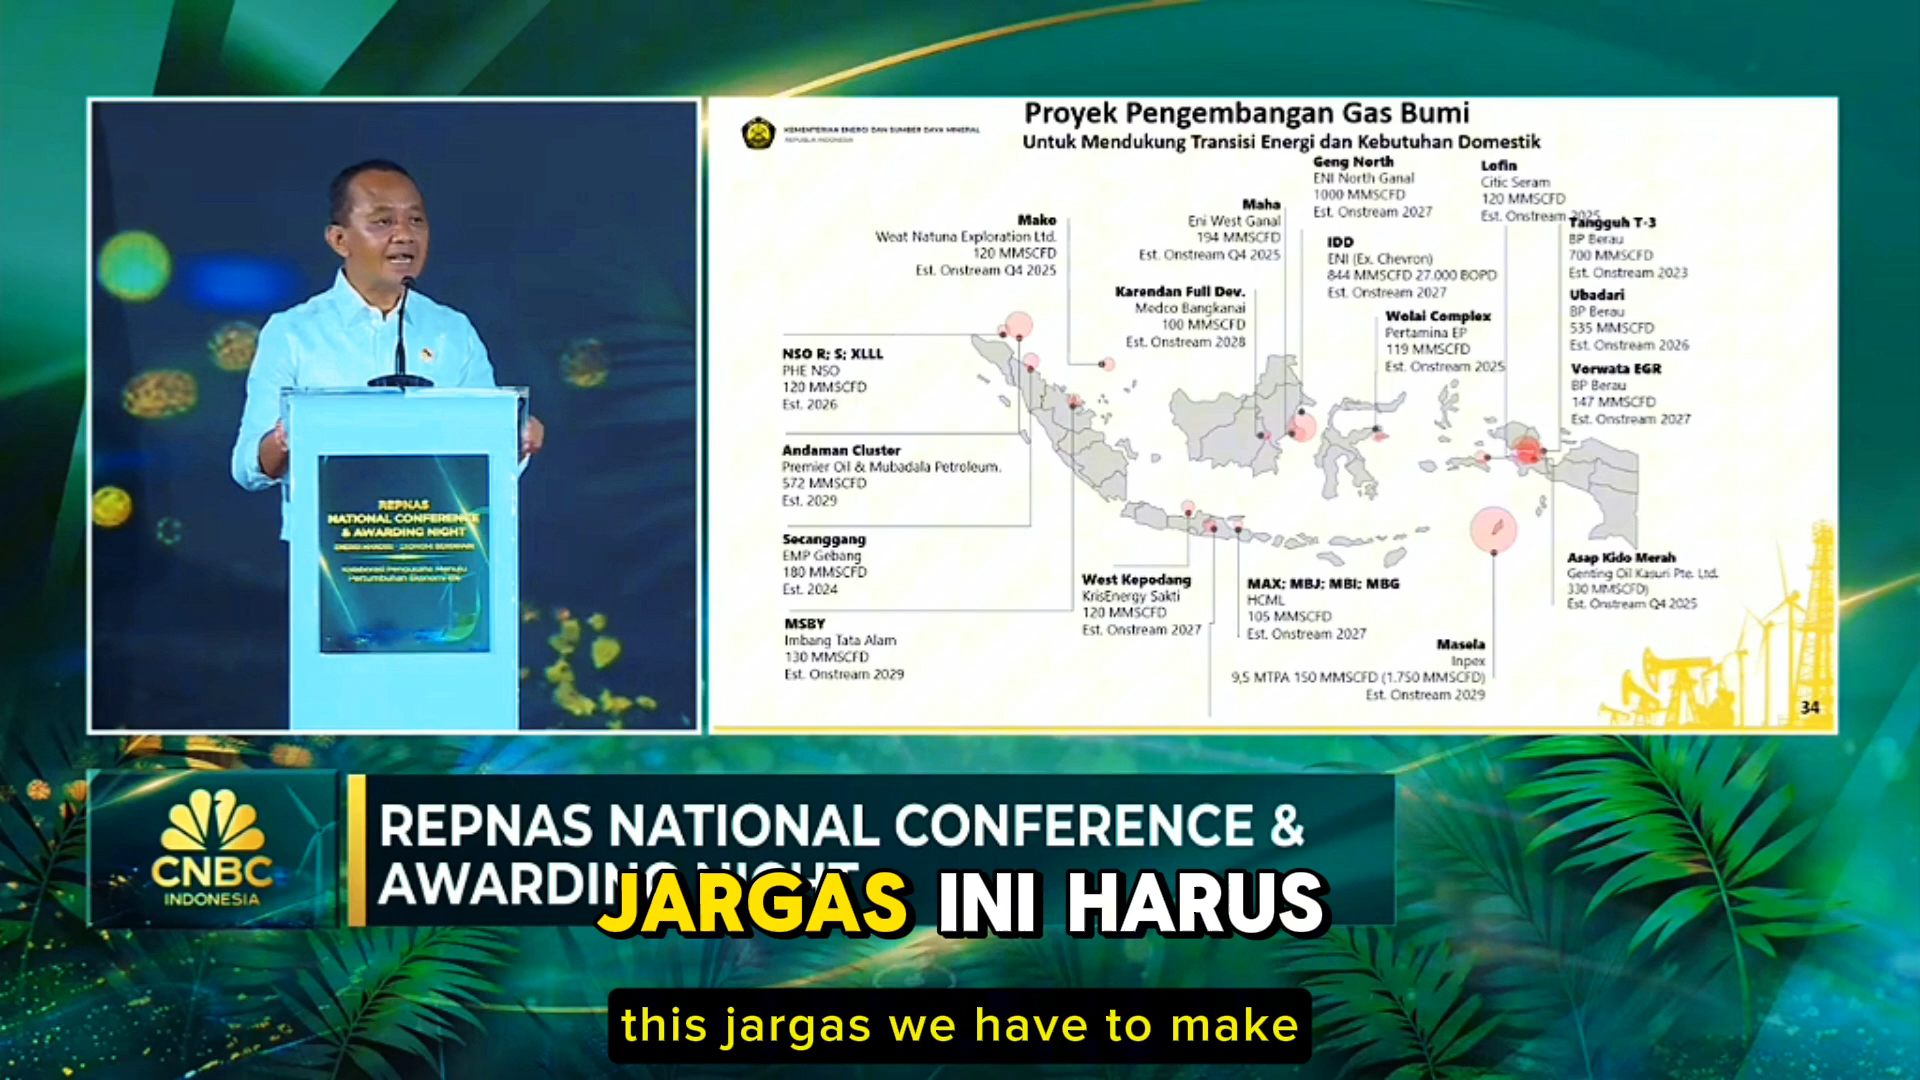 KEMENTERIAN ENERGI DAN SUMBER DAYA MINERAL
REPUBLIK INDONESIA
Proyek Pengembangan Gas Bumi
Untuk Mendukung Transisi Energi dan Kebutuhan Domestik
Geng North
ENI North Ganal
1000 MMSCFD
Est. Onstream 2027
Lofin
Citic Seram
120 MMSCFD
Est. Onstream 2025
Maha
Eni West Ganal
194 MMSCFD
Est. Onstream Q4 2025
Mako
Weat Natuna Exploration Ltd.
120 MMSCFD
Est. Onstream Q4 2025
Tangguh T-3
BP Berau
700 MMSCFD
Est. Onstream 2023
IDD
ENI (Ex. Chevron)
844 MMSCFD 27.000 BOPD
Est. Onstream 2027
Karendan Full Dev.
Medco Bangkanai
100 MMSCFD
Est. Onstream 2028
Ubadari
BP Berau
535 MMSCFD
Est. Onstream 2026
Wolai Complex
Pertamina EP
119 MMSCFD
Est. Onstream 2025
NSO R; S; XLLL
PHE NSO
120 MMSCFD
Est. 2026
Vorwata EGR
BP Berau
147 MMSCFD
Est. Onstream 2027
Andaman Cluster
Premier Oil & Mubadala Petroleum.
572 MMSCFD
Est. 2029
Secanggang
EMP Gebang
180 MMSCFD
Est. 2024
MSBY
Imbang Tata Alam
130 MMSCFD
Est. Onstream 2029
West Kepodang
KrisEnergy Sakti
120 MMSCFD
Est. Onstream 2027
MAX; MBJ; MBI; MBG
HCML
105 MMSCFD
Est. Onstream 2027
Asap Kido Merah
Genting Oil Kasuri Pte. Ltd.
330 MMSCFD)
Est. Onstream Q4 2025
Masela
Inpex
9,5 MTPA 150 MMSCFD (1.750 MMSCFD)
Est. Onstream 2029
34
REPNAS
NATIONAL CONFERENCE
& AWARDING NIGHT
Kolaborasi Pengusaha Menuju
CNBC
INDONESIA
REPNAS NATIONAL CONFERENCE &
AWARDING NIGHT
JARGAS INI HARUS
this jargas we have to make